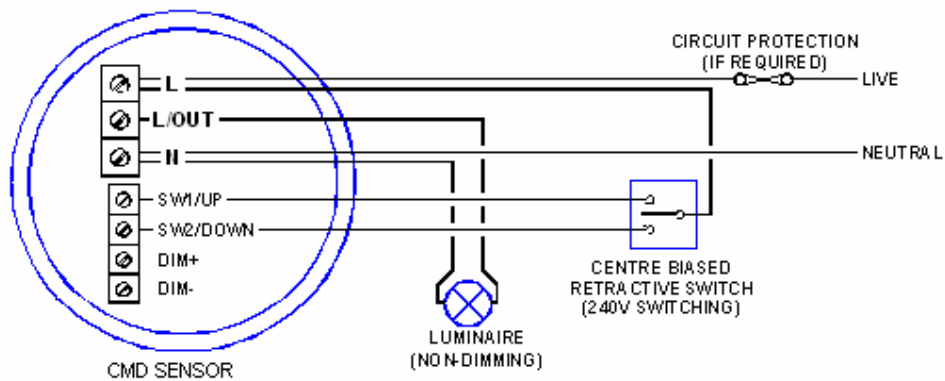 CIRCUIT PROTECTION
(IF REQUIRED)
L
LIVE
L/OUT
N
NEUTRAL
SW1/UP
SW2/DOWN
DIM+
DIM-
CENTRE BIASED
RETRACTIVE SWITCH
(240V SWITCHING)
LUMINAIRE
(NON-DIMMING)
CMD SENSOR